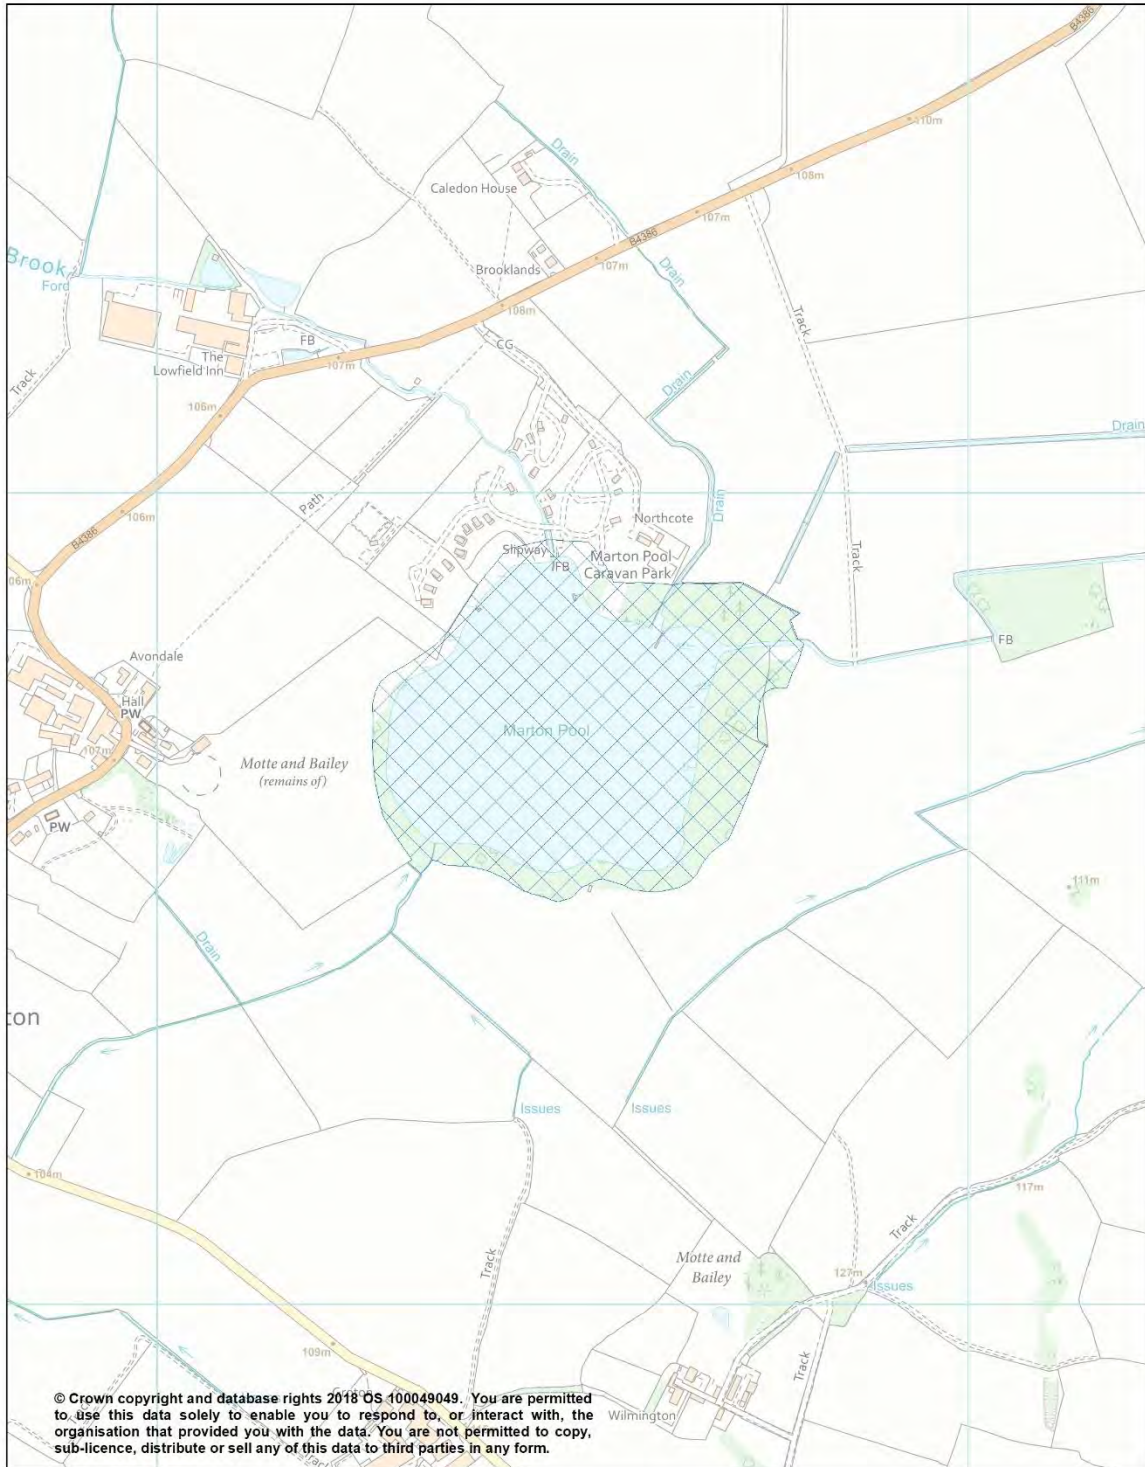 B4386
110m
Drain
108m
Caledon House
107m
B4386
Brook
Ford
Brooklands
107m
Drain
108m
Track
CG
FB
The
Lowfield Inn
107m
Track
Drain
106m
Drain
Path
Drain
106m
B4386
Northcote
Slipway
Marton Pool
Caravan Park
FB
Track
06m
FB
Avondale
Hall
PW
Marton Pool
107m
Motte and Bailey
(remains of)
PW
111m
Drain
ton
Issues
Issues
104m
117m
Track
Motte and
Bailey
Track
127m
Issues
109m
Track
© Crown copyright and database rights 2018 OS 100049049. You are permitted
to use this data solely to enable you to respond to, or interact with, the
organisation that provided you with the data. You are not permitted to copy,
sub-licence, distribute or sell any of this data to third parties in any form.
Wilmington